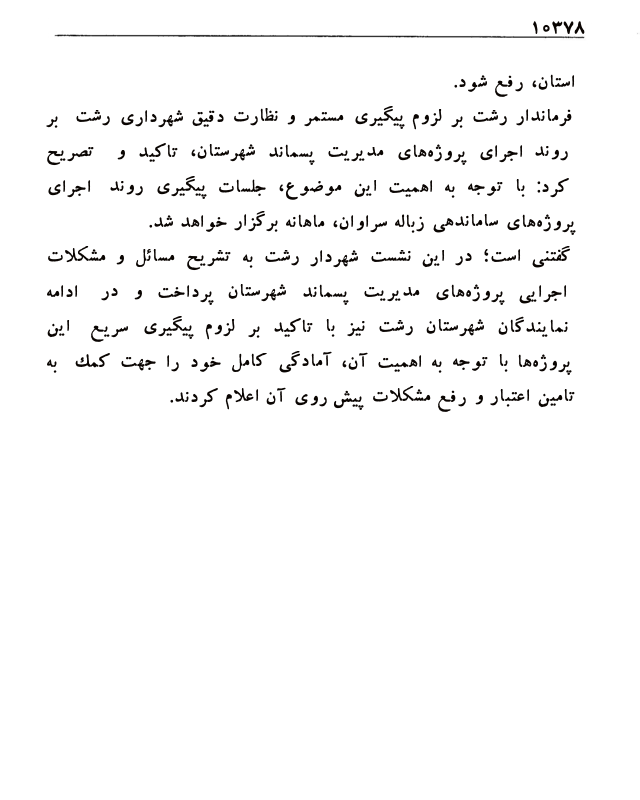 ۱۰۳۷۸
استان، رفع شود.
فرماندار رشت بر لزوم پیگیری مستمر و نظارت دقیق شهرداری رشت بر
روند اجرای پروژه‌های مدیریت پسماند شهرستان، تاکید و تصریح
کرد: با توجه به اهمیت این موضوع، جلسات پیگیری روند اجرای
پروژه‌های ساماندهی زباله سراوان، ماهانه برگزار خواهد شد.
گفتنی است؛ در این نشست شهردار رشت به تشریح مسائل و مشکلات
اجرایی پروژه‌های مدیریت پسماند شهرستان پرداخت و در ادامه
نمایندگان شهرستان رشت نیز با تاکید بر لزوم پیگیری سریع این
پروژه‌ها با توجه به اهمیت آن، آمادگی کامل خود را جهت کمك به
تامین اعتبار و رفع مشکلات پیش روی آن اعلام کردند.